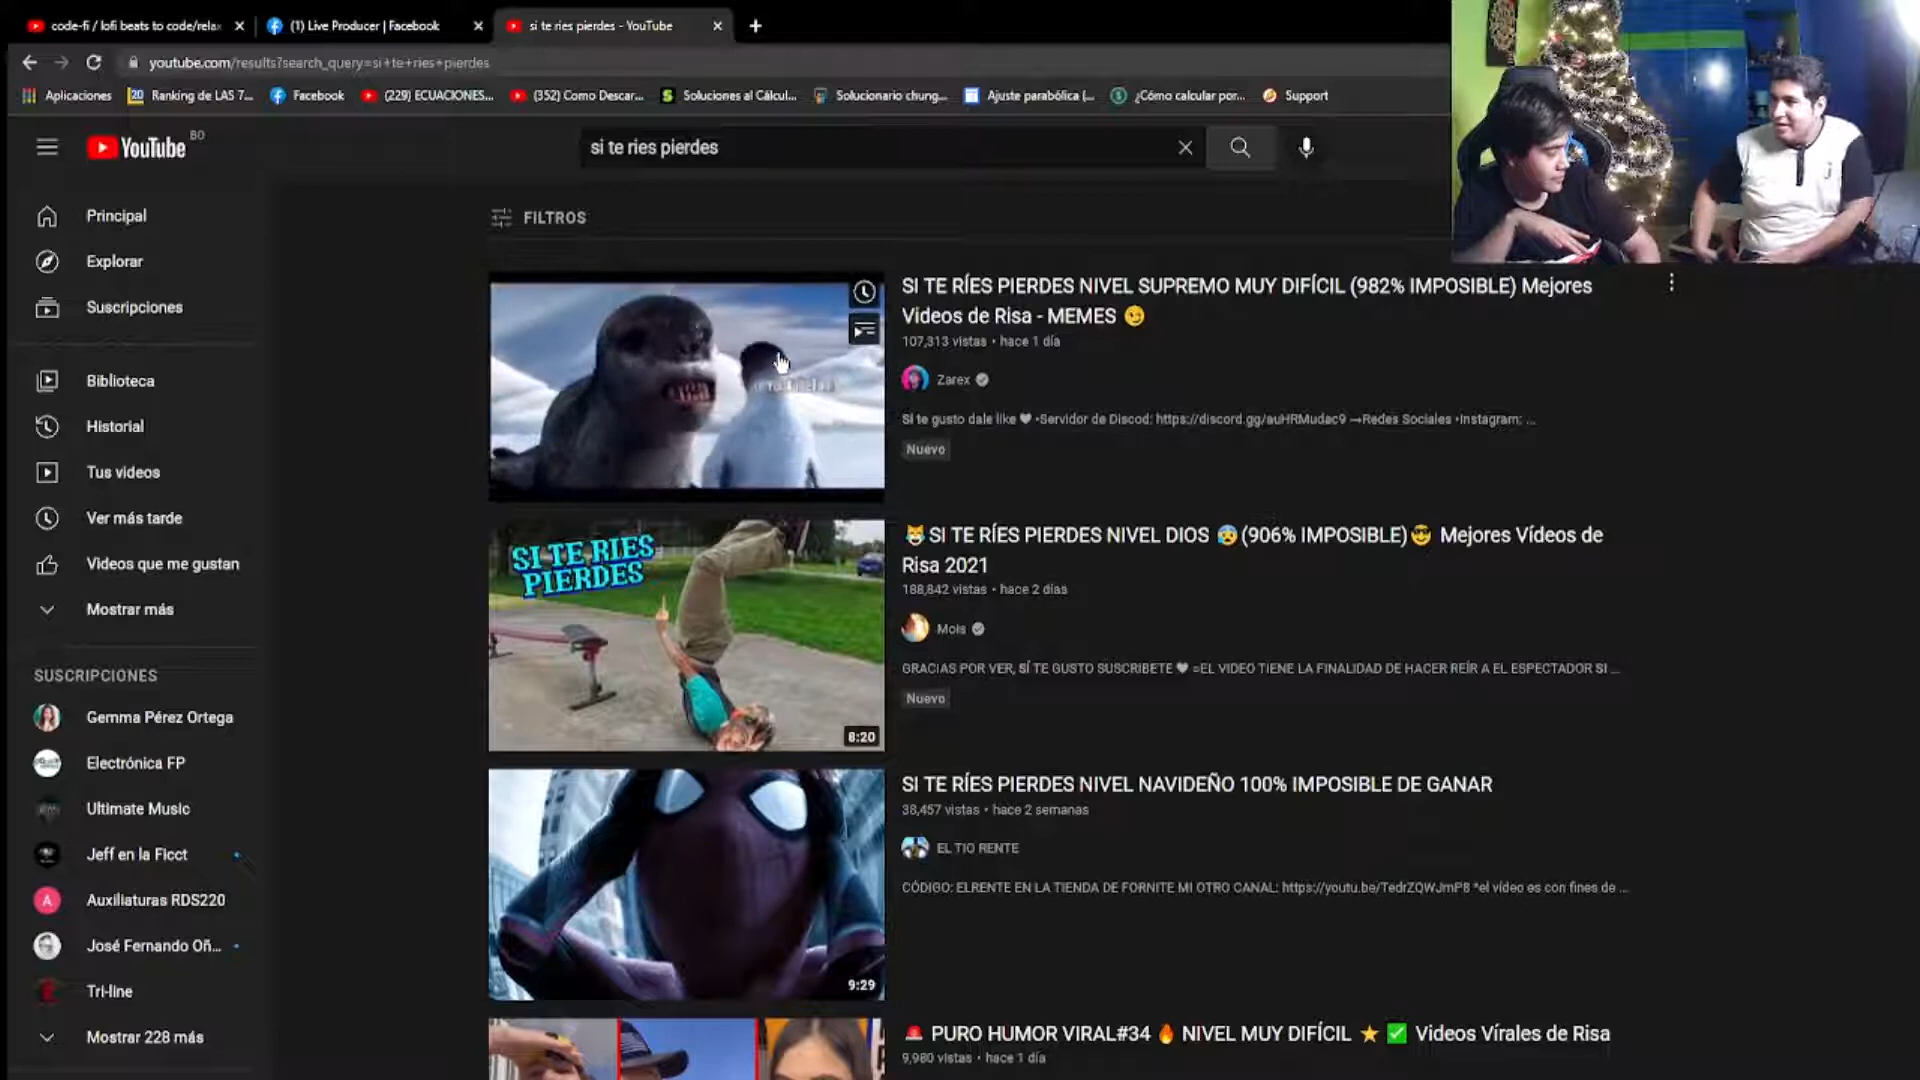 code-fi / lofi beats to code/relax
(1) Live Producer | Facebook
si te ries pierdes - YouTube
youtube.com/results?search_query=si+te+ries+pierdes
Aplicaciones
20 Ranking de LAS 7...
Facebook
(229) ECUACIONES...
(352) Como Descar...
S Soluciones al Cálcul...
Solucionario chung...
Ajuste parabólica (...
¿Cómo calcular por...
Support
YouTube BO
si te ries pierdes
Principal
Explorar
Suscripciones
Biblioteca
Historial
Tus videos
Ver más tarde
Videos que me gustan
Mostrar más
SUSCRIPCIONES
Gemma Pérez Ortega
Electrónica FP
Ultimate Music
Jeff en la Ficct
A Auxiliaturas RDS220
José Fernando Oñ...
Tri-line
Mostrar 228 más
FILTROS
SI TE RÍES PIERDES NIVEL SUPREMO MUY DIFÍCIL (982% IMPOSIBLE) Mejores
Videos de Risa - MEMES 😏
107,313 vistas • hace 1 día
Zarex
Si te gusto dale like ♥ •Servidor de Discod: https://discord.gg/auHRMudac9 →Redes Sociales •Instagram: ...
Nuevo
SI TE RIES
PIERDES
8:20
😹SI TE RÍES PIERDES NIVEL DIOS 😰(906% IMPOSIBLE)😎 Mejores Vídeos de
Risa 2021
188,842 vistas • hace 2 días
Mois
GRACIAS POR VER, SÍ TE GUSTO SUSCRIBETE ♥ =EL VIDEO TIENE LA FINALIDAD DE HACER REÍR A EL ESPECTADOR SI ...
Nuevo
9:29
SI TE RÍES PIERDES NIVEL NAVIDEÑO 100% IMPOSIBLE DE GANAR
38,457 vistas • hace 2 semanas
EL TIO RENTE
CÓDIGO: ELRENTE EN LA TIENDA DE FORNITE MI OTRO CANAL: https://youtu.be/TedrZQWJmP8 *el vídeo es con fines de ...
🚨 PURO HUMOR VIRAL#34 🔥 NIVEL MUY DIFÍCIL ⭐ ✅ Videos Vírales de Risa
9,980 vistas • hace 1 día